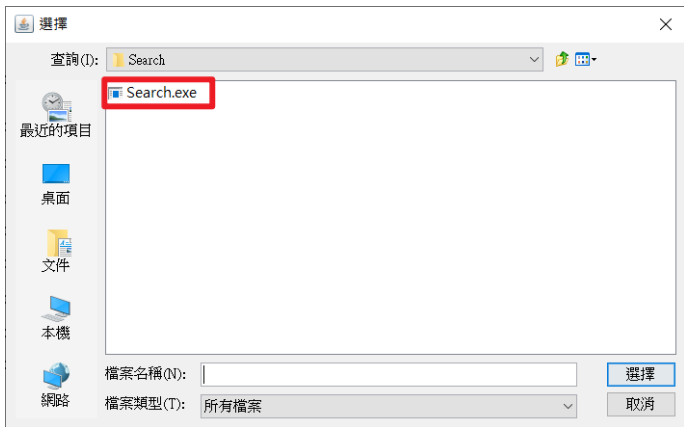 選擇
查詢(I): Search
Search.exe
最近的項目
桌面
文件
本機
網路
檔案名稱(N):
選擇
檔案類型(T): 所有檔案
取消